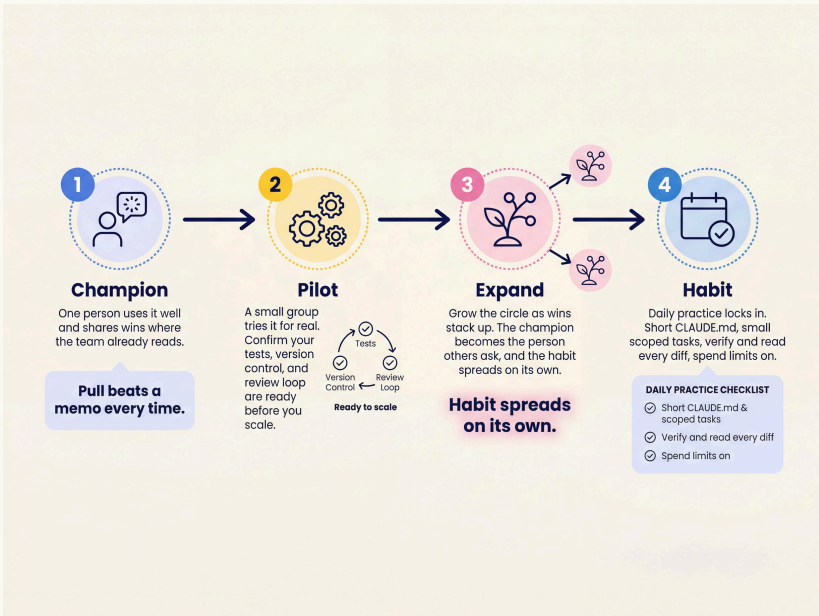 1
Champion
One person uses it well
and shares wins where
the team already reads.
Pull beats a
memo every time.
2
Pilot
A small group
tries it for real.
Confirm your
tests, version
control, and
review loop
are ready
before you
scale.
Tests
Version
Control
Review
Loop
Ready to scale
3
Expand
Grow the circle as wins
stack up. The champion
becomes the person
others ask, and the habit
spreads on its own.
Habit spreads
on its own.
4
Habit
Daily practice locks in.
Short CLAUDE.md, small
scoped tasks, verify and read
every diff, spend limits on.
DAILY PRACTICE CHECKLIST
Short CLAUDE.md &
scoped tasks
Verify and read every diff
Spend limits on